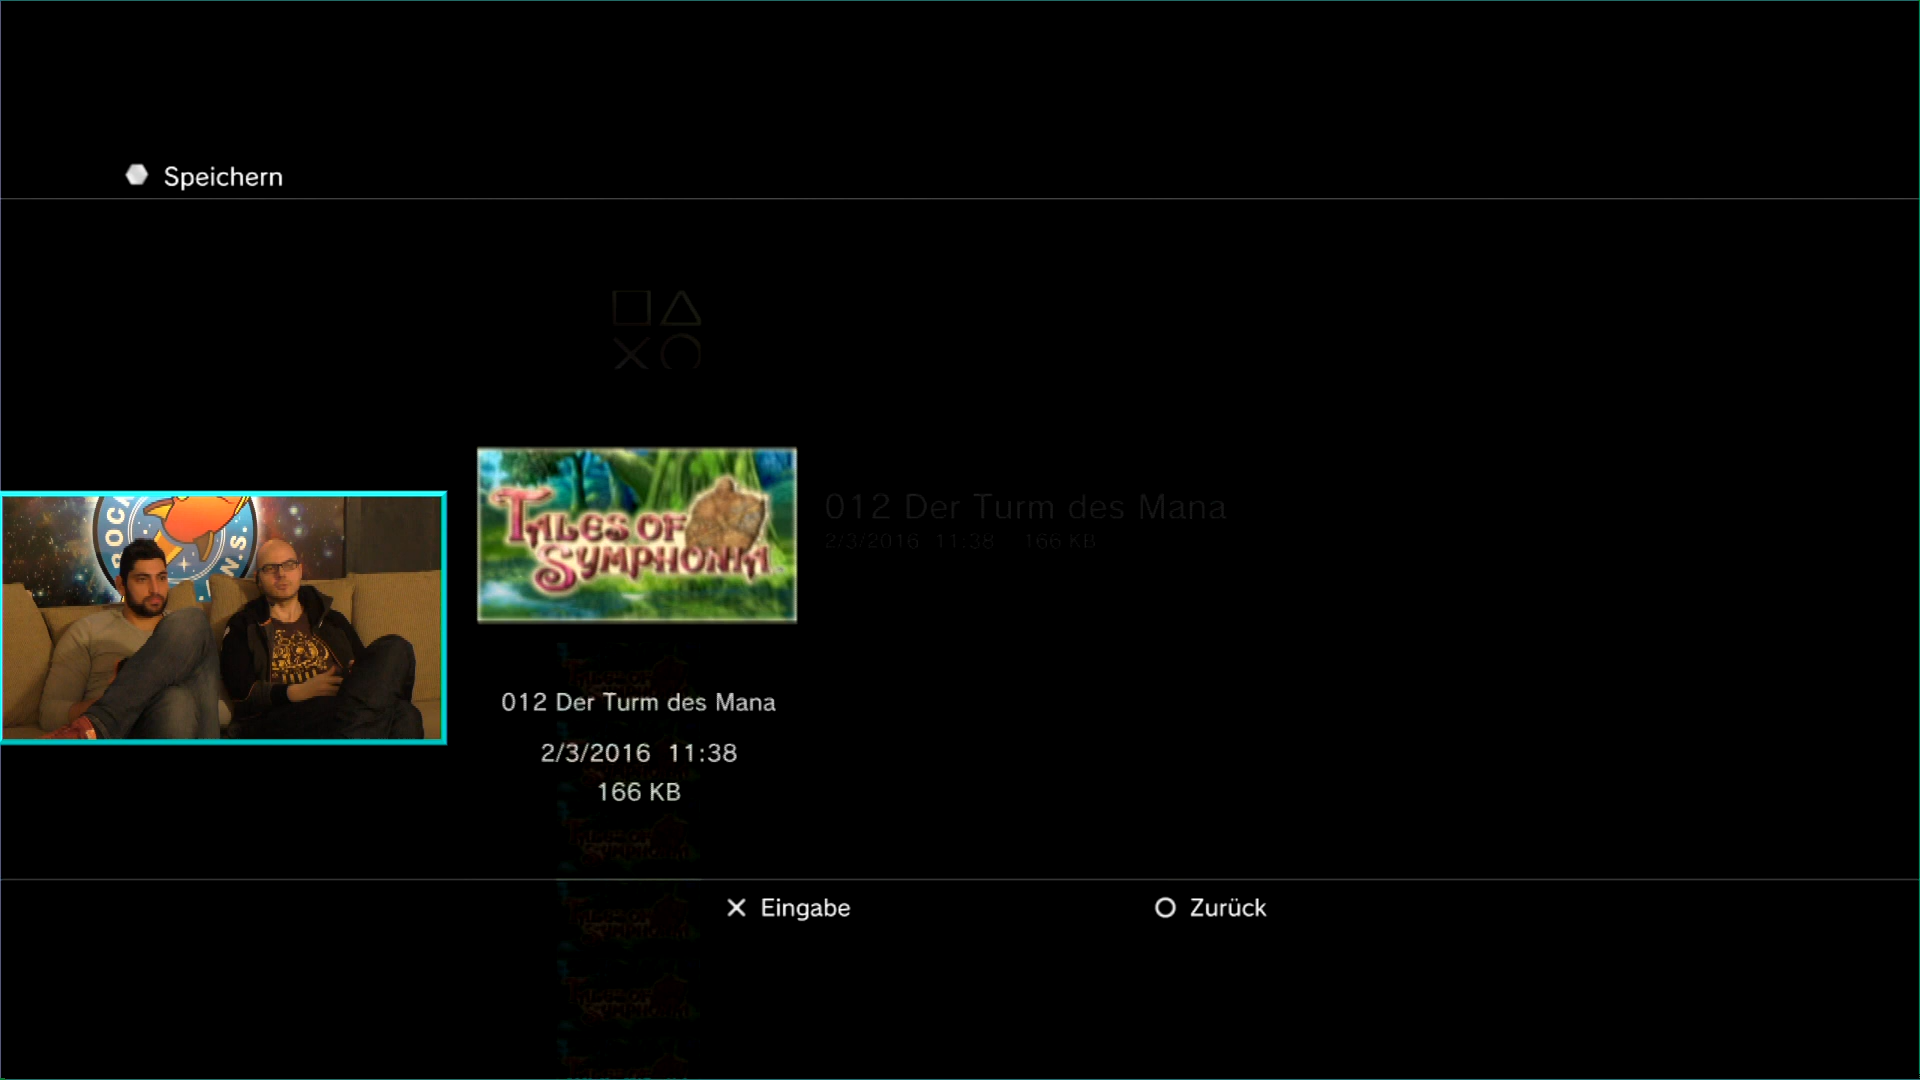 Speichern
TALES OF
SYMPHONIA
012 Der Turm des Mana
2/3/2016 11:38 166 KB
012 Der Turm des Mana
2/3/2016 11:38
166 KB
Eingabe
Zurück